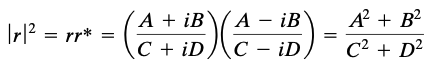 |r|² = rr* = (A + iB / C + iD)(A − iB / C − iD) = A² + B² / C² + D²